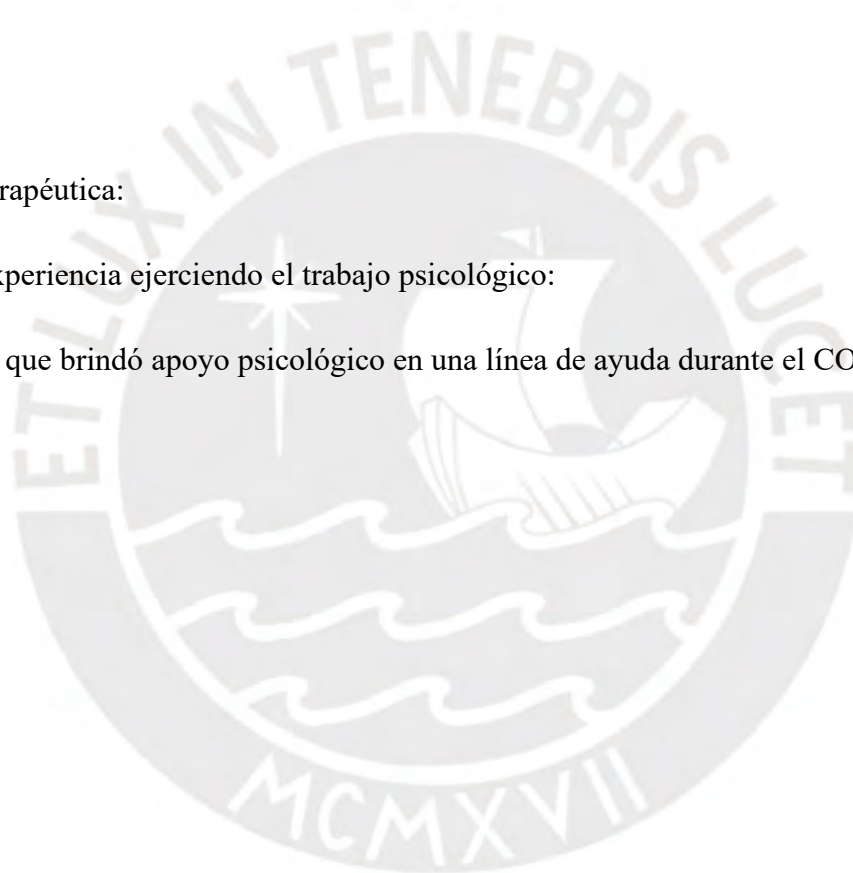 ET LUX IN TENEBRIS LUCET
rapéutica:
xperiencia ejerciendo el trabajo psicológico:
que brindó apoyo psicológico en una línea de ayuda durante el CO
MCMXVII